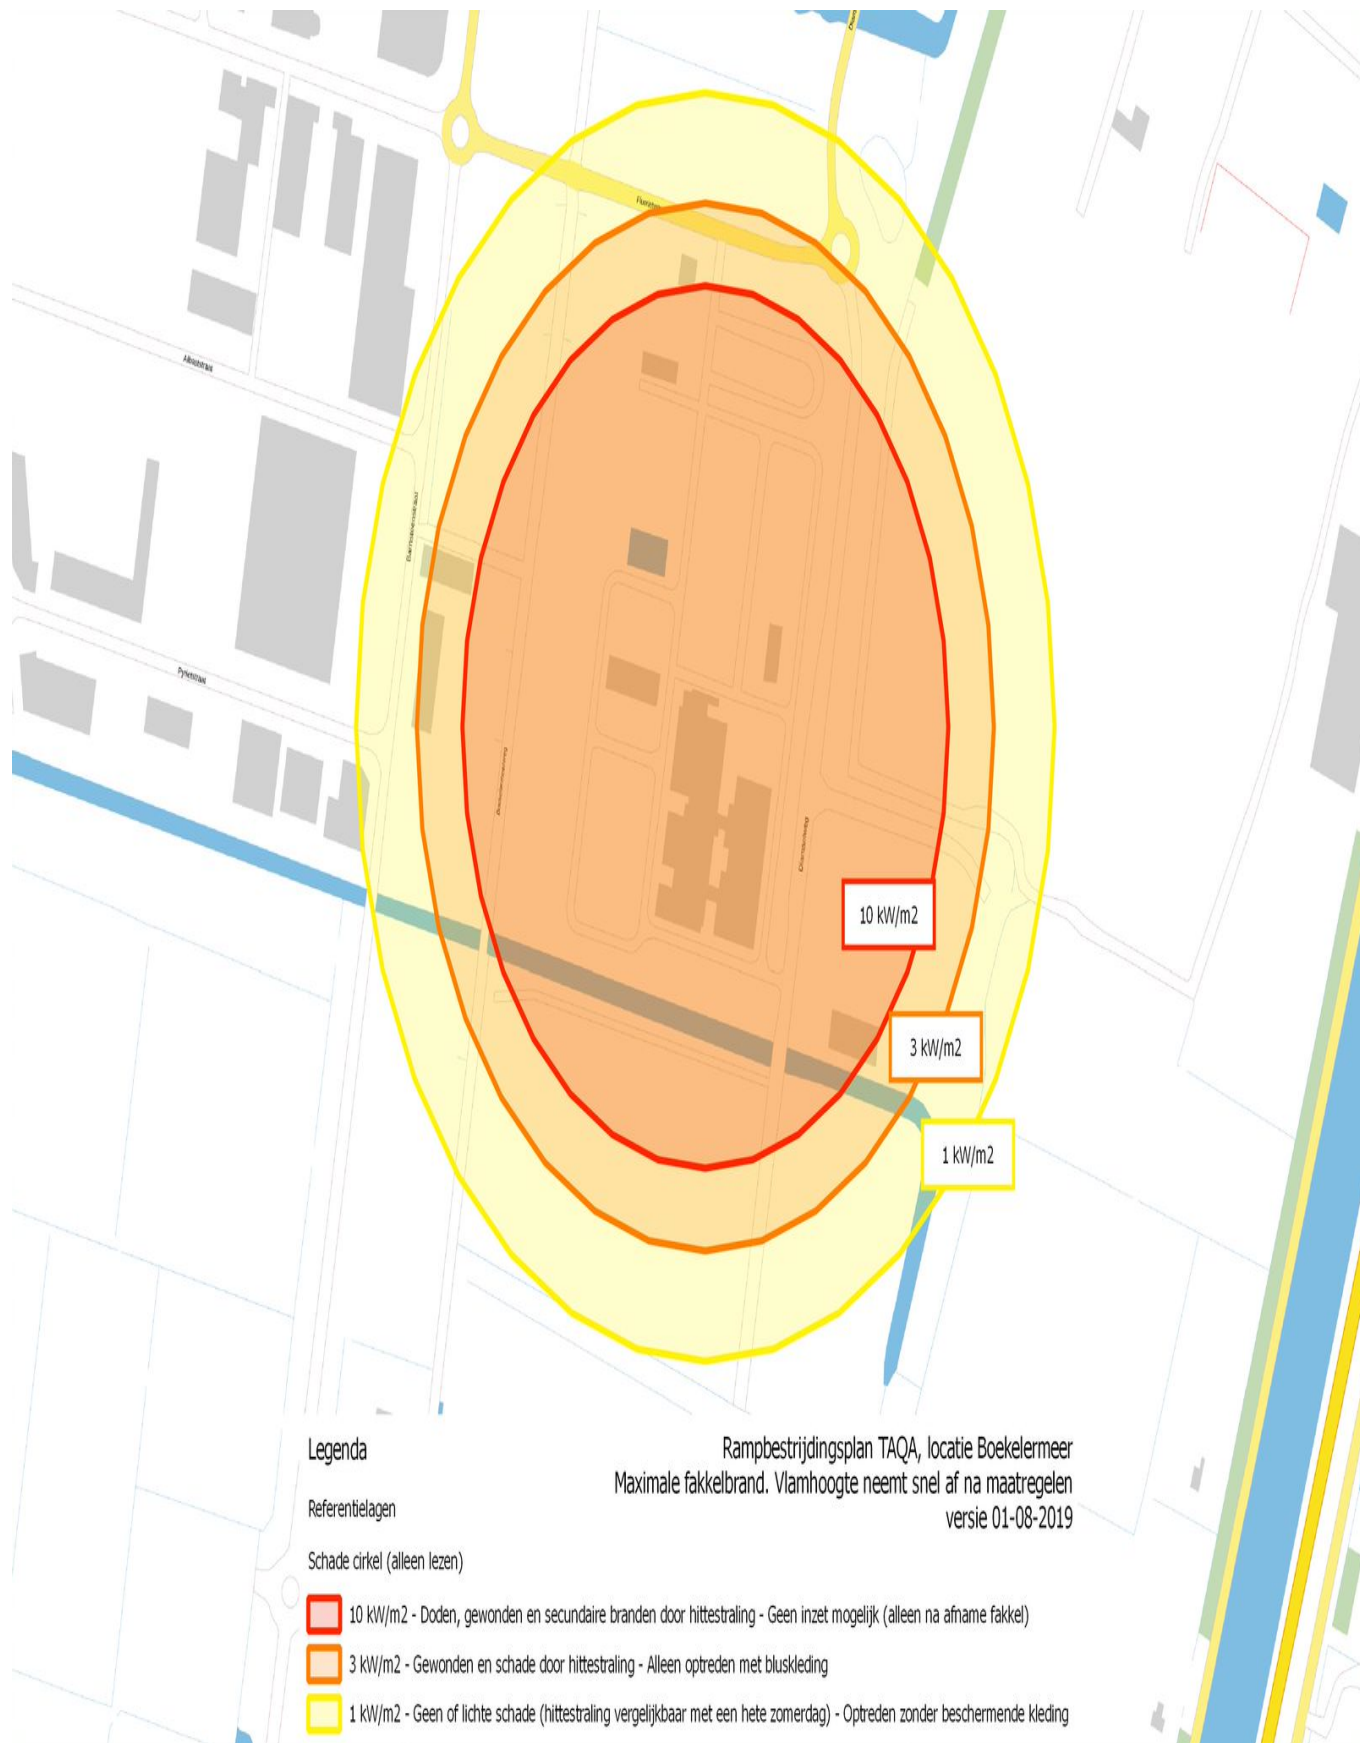 Albaststraat
Pyrietstraat
Diamantweg
10 kW/m2
3 kW/m2
1 kW/m2
Legenda
Rampbestrijdingsplan TAQA, locatie Boekelermeer
Maximale fakkelbrand. Vlamhoogte neemt snel af na maatregelen
versie 01-08-2019
Referentielagen
Schade cirkel (alleen lezen)
10 kW/m2 - Doden, gewonden en secundaire branden door hittestraling - Geen inzet mogelijk (alleen na afname fakkel)
3 kW/m2 - Gewonden en schade door hittestraling - Alleen optreden met bluskleding
1 kW/m2 - Geen of lichte schade (hittestraling vergelijkbaar met een hete zomerdag) - Optreden zonder beschermende kleding